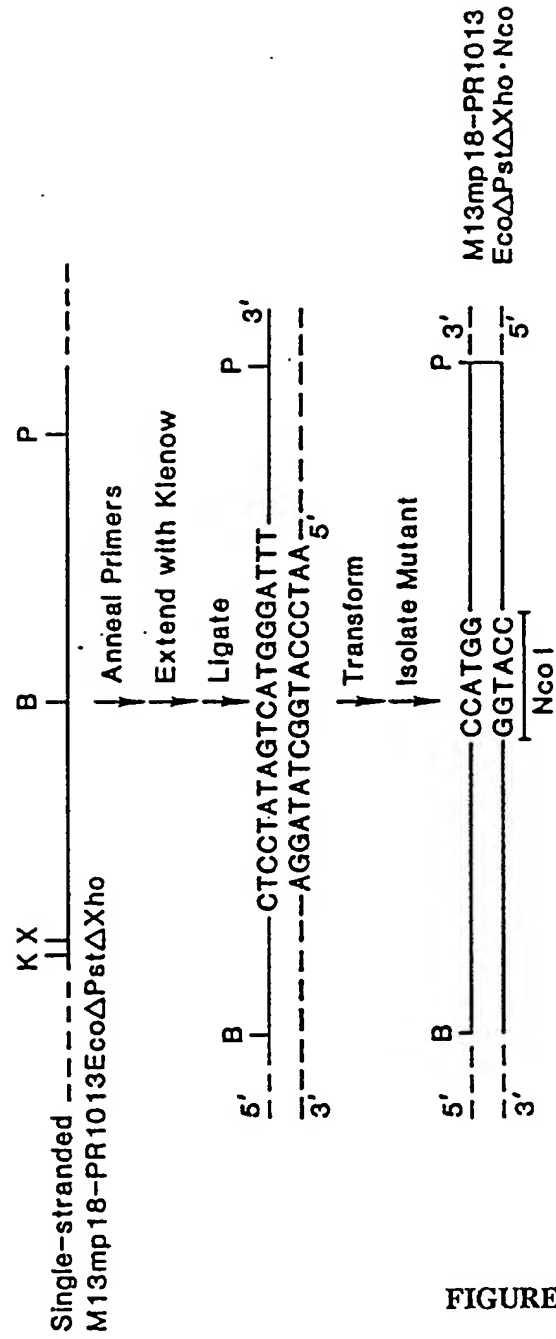 K X B P
Single-stranded
M13mp18-PR1013EcoΔPstΔXho
Anneal Primers
Extend with Klenow
Ligate
B P
5' CTCCTATAGTCATGGGATTT 3'
3' AGGATATCGGTACCCTAA 5'
Transform
Isolate Mutant
B P
5' CCATGG 3'
3' GGTACC 5'
NcoI
M13mp18-PR1013
EcoΔPstΔXho·Nco
FIGURE